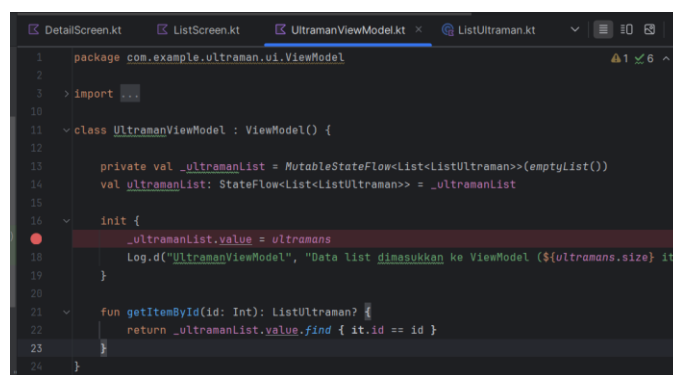 DetailScreen.kt ListScreen.kt UltramanViewModel.kt × ListUltraman.kt
1 package com.example.ultraman.ui.ViewModel 1 6
2
3 > import ...
10
11 class UltramanViewModel : ViewModel() {
12
13 private val _ultramanList = MutableStateFlow<List<ListUltraman>>(emptyList())
14 val ultramanList: StateFlow<List<ListUltraman>> = _ultramanList
15
16 init {
_ultramanList.value = ultramans
18 Log.d("UltramanViewModel", "Data list dimasukkan ke ViewModel (${ultramans.size} it
19 }
20
21 fun getItemById(id: Int): ListUltraman? {
22 return _ultramanList.value.find { it.id == id }
23 }
24 }